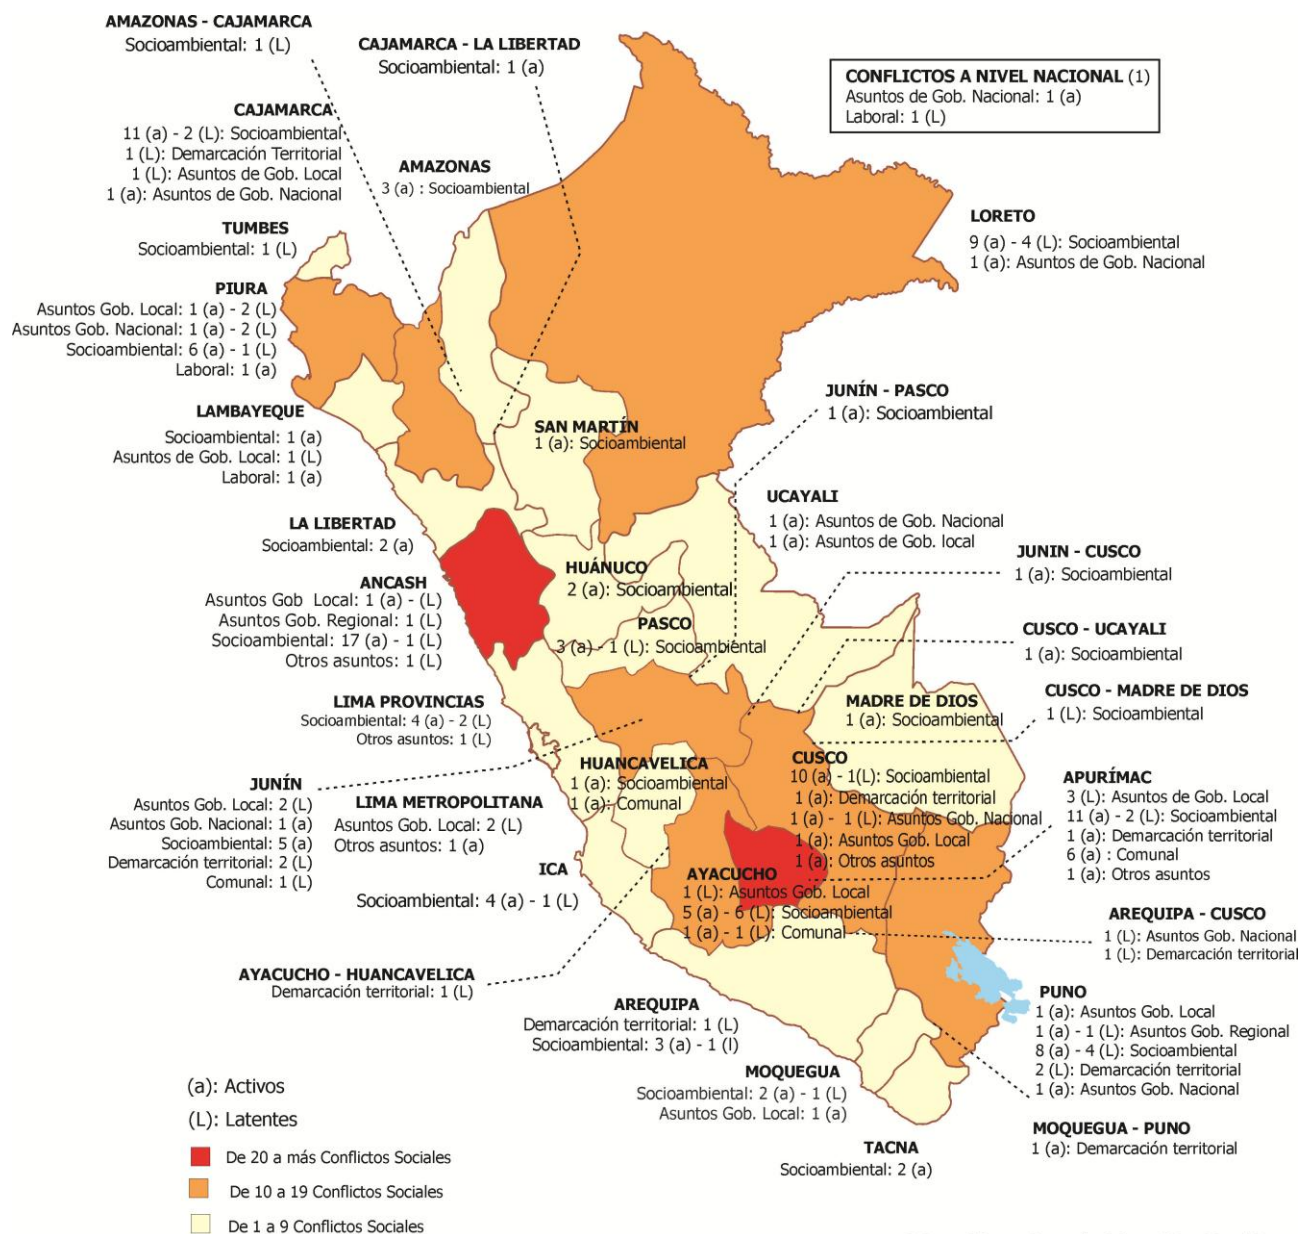 AMAZONAS - CAJAMARCA
Socioambiental: 1 (L)
CAJAMARCA - LA LIBERTAD
Socioambiental: 1 (a)
CONFLICTOS A NIVEL NACIONAL (1)
Asuntos de Gob. Nacional: 1 (a)
Laboral: 1 (L)
CAJAMARCA
11 (a) - 2 (L): Socioambiental
1 (L): Demarcación Territorial
1 (L): Asuntos de Gob. Local
1 (a): Asuntos de Gob. Nacional
AMAZONAS
3 (a) : Socioambiental
LORETO
9 (a) - 4 (L): Socioambiental
1 (a): Asuntos de Gob. Nacional
TUMBES
Socioambiental: 1 (L)
PIURA
Asuntos Gob. Local: 1 (a) - 2 (L)
Asuntos Gob. Nacional: 1 (a) - 2 (L)
Socioambiental: 6 (a) - 1 (L)
Laboral: 1 (a)
LAMBAYEQUE
Socioambiental: 1 (a)
Asuntos de Gob. Local: 1 (L)
Laboral: 1 (a)
SAN MARTÍN
1 (a): Socioambiental
JUNÍN - PASCO
1 (a): Socioambiental
UCAYALI
1 (a): Asuntos de Gob. Nacional
1 (a): Asuntos de Gob. local
LA LIBERTAD
Socioambiental: 2 (a)
JUNIN - CUSCO
1 (a): Socioambiental
ANCASH
Asuntos Gob Local: 1 (a) - (L)
Asuntos Gob. Regional: 1 (L)
Socioambiental: 17 (a) - 1 (L)
Otros asuntos: 1 (L)
HUÁNUCO
2 (a): Socioambiental
PASCO
3 (a) - 1 (L): Socioambiental
CUSCO - UCAYALI
1 (a): Socioambiental
CUSCO - MADRE DE DIOS
1 (L): Socioambiental
LIMA PROVINCIAS
Socioambiental: 4 (a) - 2 (L)
Otros asuntos: 1 (L)
MADRE DE DIOS
1 (a): Socioambiental
JUNÍN
Asuntos Gob. Local: 2 (L)
Asuntos Gob. Nacional: 1 (a)
Socioambiental: 5 (a)
Demarcación territorial: 2 (L)
Comunal: 1 (L)
HUANCAVELICA
1 (a): Socioambiental
1 (a): Comunal
LIMA METROPOLITANA
Asuntos Gob. Local: 2 (L)
Otros asuntos: 1 (a)
CUSCO
10 (a) - 1(L): Socioambiental
1 (a): Demarcación territorial
1 (a) - 1 (L): Asuntos Gob. Nacional
1 (a): Asuntos Gob. Local
1 (a): Otros asuntos
APURÍMAC
3 (L): Asuntos de Gob. Local
11 (a) - 2 (L): Socioambiental
1 (a): Demarcación territorial
6 (a) : Comunal
1 (a): Otros asuntos
ICA
Socioambiental: 4 (a) - 1 (L)
AYACUCHO
1 (L): Asuntos Gob. Local
5 (a) - 6 (L): Socioambiental
1 (a) - 1 (L): Comunal
AREQUIPA - CUSCO
1 (L): Asuntos Gob. Nacional
1 (L): Demarcación territorial
AYACUCHO - HUANCAVELICA
Demarcación territorial: 1 (L)
AREQUIPA
Demarcación territorial: 1 (L)
Socioambiental: 3 (a) - 1 (l)
PUNO
1 (a): Asuntos Gob. Local
1 (a) - 1 (L): Asuntos Gob. Regional
8 (a) - 4 (L): Socioambiental
2 (L): Demarcación territorial
1 (a): Asuntos Gob. Nacional
MOQUEGUA
Socioambiental: 2 (a) - 1 (L)
Asuntos Gob. Local: 1 (a)
MOQUEGUA - PUNO
1 (a): Demarcación territorial
TACNA
Socioambiental: 2 (a)
(a): Activos
(L): Latentes
De 20 a más Conflictos Sociales
De 10 a 19 Conflictos Sociales
De 1 a 9 Conflictos Sociales